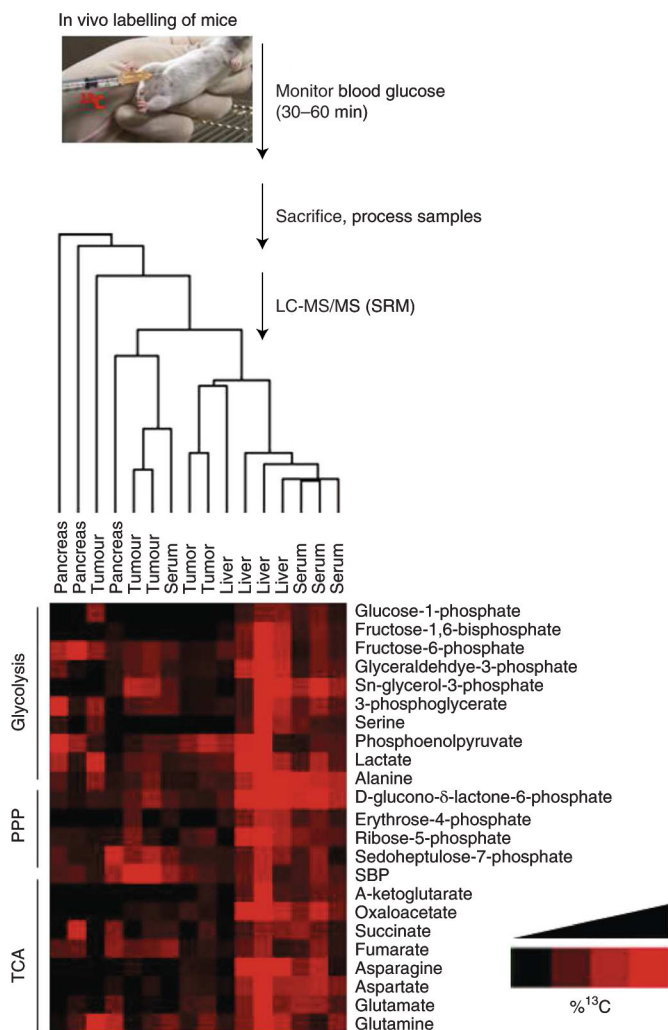 In vivo labelling of mice
13C
Monitor blood glucose
(30–60 min)
Sacrifice, process samples
LC-MS/MS (SRM)
Pancreas
Pancreas
Tumour
Pancreas
Tumour
Tumour
Serum
Tumor
Tumor
Liver
Liver
Liver
Liver
Serum
Serum
Serum
Glycolysis
Glucose-1-phosphate
Fructose-1,6-bisphosphate
Fructose-6-phosphate
Glyceraldehdye-3-phosphate
Sn-glycerol-3-phosphate
3-phosphoglycerate
Serine
Phosphoenolpyruvate
Lactate
Alanine
PPP
D-glucono-δ-lactone-6-phosphate
Erythrose-4-phosphate
Ribose-5-phosphate
Sedoheptulose-7-phosphate
SBP
TCA
A-ketoglutarate
Oxaloacetate
Succinate
Fumarate
Asparagine
Aspartate
Glutamate
Glutamine
%¹³C